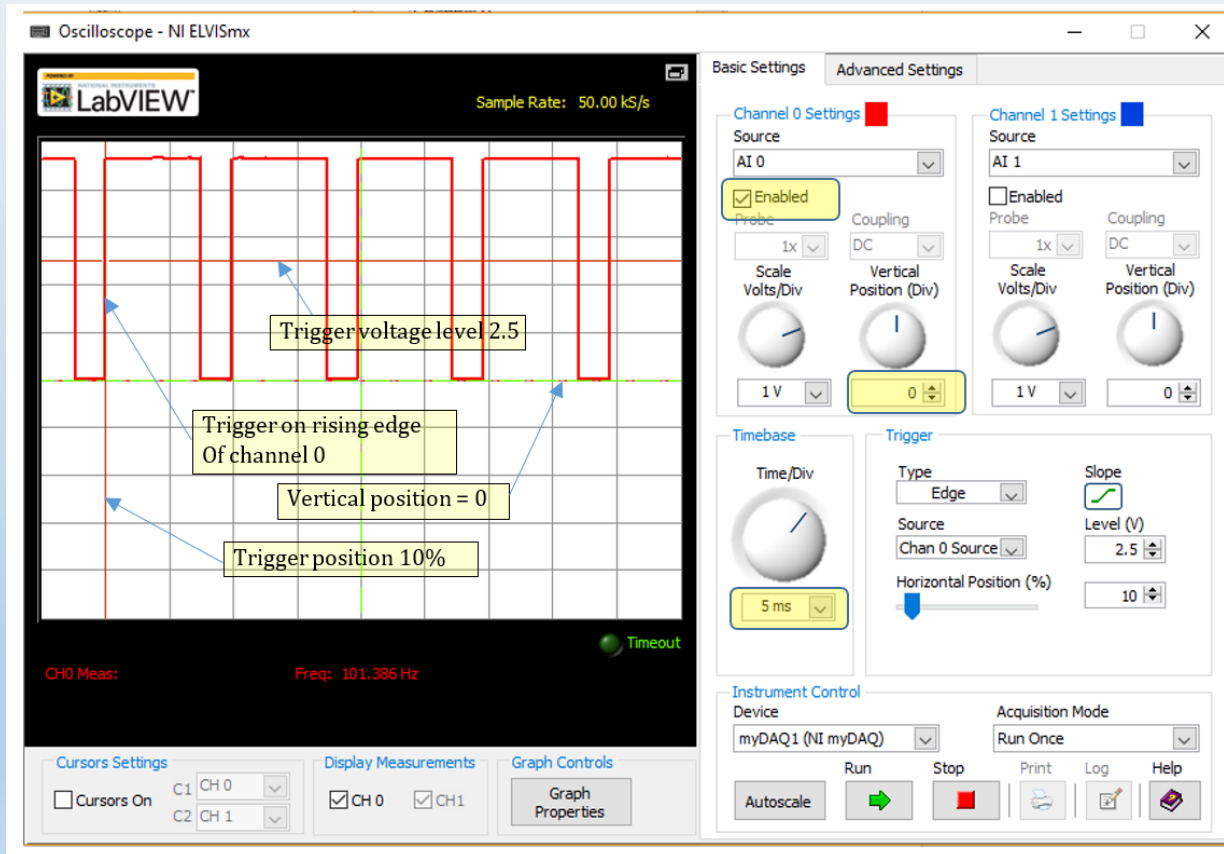 Oscilloscope - NI ELVISmx
POWERED BY
NATIONAL INSTRUMENTS
LabVIEW
Sample Rate: 50.00 kS/s
Trigger voltage level 2.5
Trigger on rising edge
Of channel 0
Vertical position = 0
Trigger position 10%
Timeout
CH0 Meas: Freq: 101.386 Hz
Cursors Settings
Cursors On
C1 CH 0
C2 CH 1
Display Measurements
CH 0 CH1
Graph Controls
Graph
Properties
Basic Settings Advanced Settings
Channel 0 Settings
Source
AI 0
Enabled
Probe Coupling
1x DC
Scale
Volts/Div
Vertical
Position (Div)
1 V 0
Channel 1 Settings
Source
AI 1
Enabled
Probe Coupling
1x DC
Scale
Volts/Div
Vertical
Position (Div)
1 V 0
Timebase
Time/Div
5 ms
Trigger
Type
Edge
Slope
Source
Chan 0 Source
Level (V)
2.5
Horizontal Position (%)
10
Instrument Control
Device
myDAQ1 (NI myDAQ)
Acquisition Mode
Run Once
Run Stop Print Log Help
Autoscale